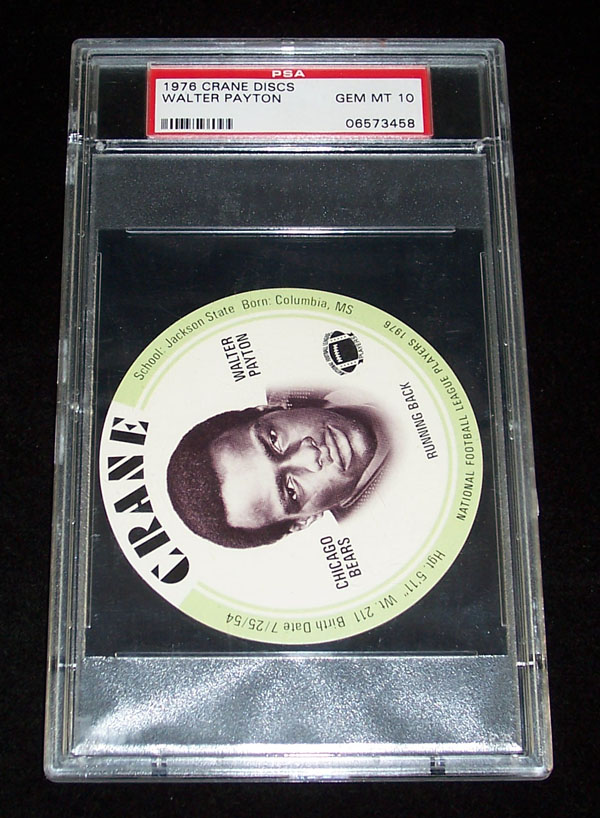 PSA
1976 CRANE DISCS
WALTER PAYTON GEM MT 10
06573458
CRANE
School: Jackson State Born: Columbia, MS
NATIONAL FOOTBALL LEAGUE PLAYERS 1976
Hgt. 5'11" Wt. 211 Birth Date 7/25/54
WALTER
PAYTON
RUNNING BACK
CHICAGO
BEARS